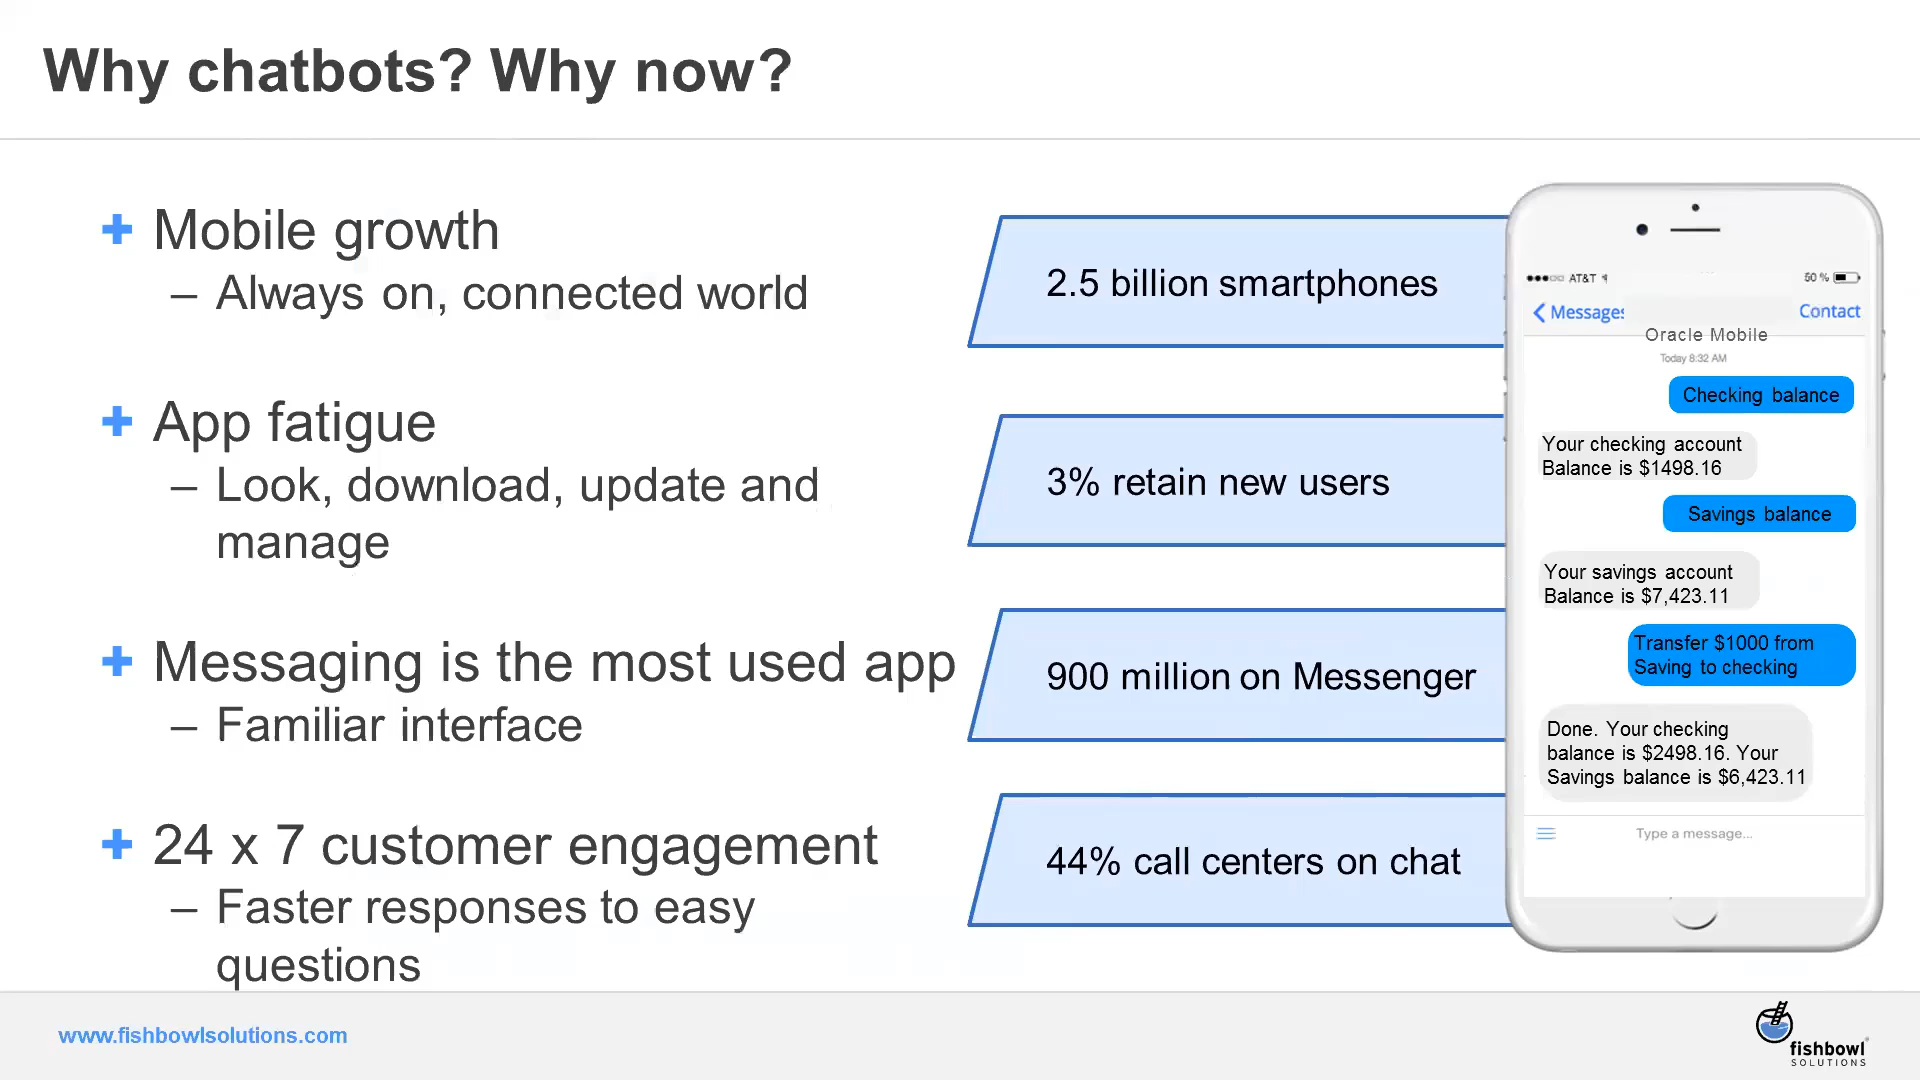 Why chatbots? Why now?
+ Mobile growth
– Always on, connected world
+ App fatigue
– Look, download, update and
manage
+ Messaging is the most used app
– Familiar interface
+ 24 x 7 customer engagement
– Faster responses to easy
questions
2.5 billion smartphones
3% retain new users
900 million on Messenger
44% call centers on chat
AT&T 50 %
Messages Contact
Oracle Mobile
Today 8:32 AM
Checking balance
Your checking account
Balance is $1498.16
Savings balance
Your savings account
Balance is $7,423.11
Transfer $1000 from
Saving to checking
Done. Your checking
balance is $2498.16. Your
Savings balance is $6,423.11
Type a message...
www.fishbowlsolutions.com
fishbowl
SOLUTIONS